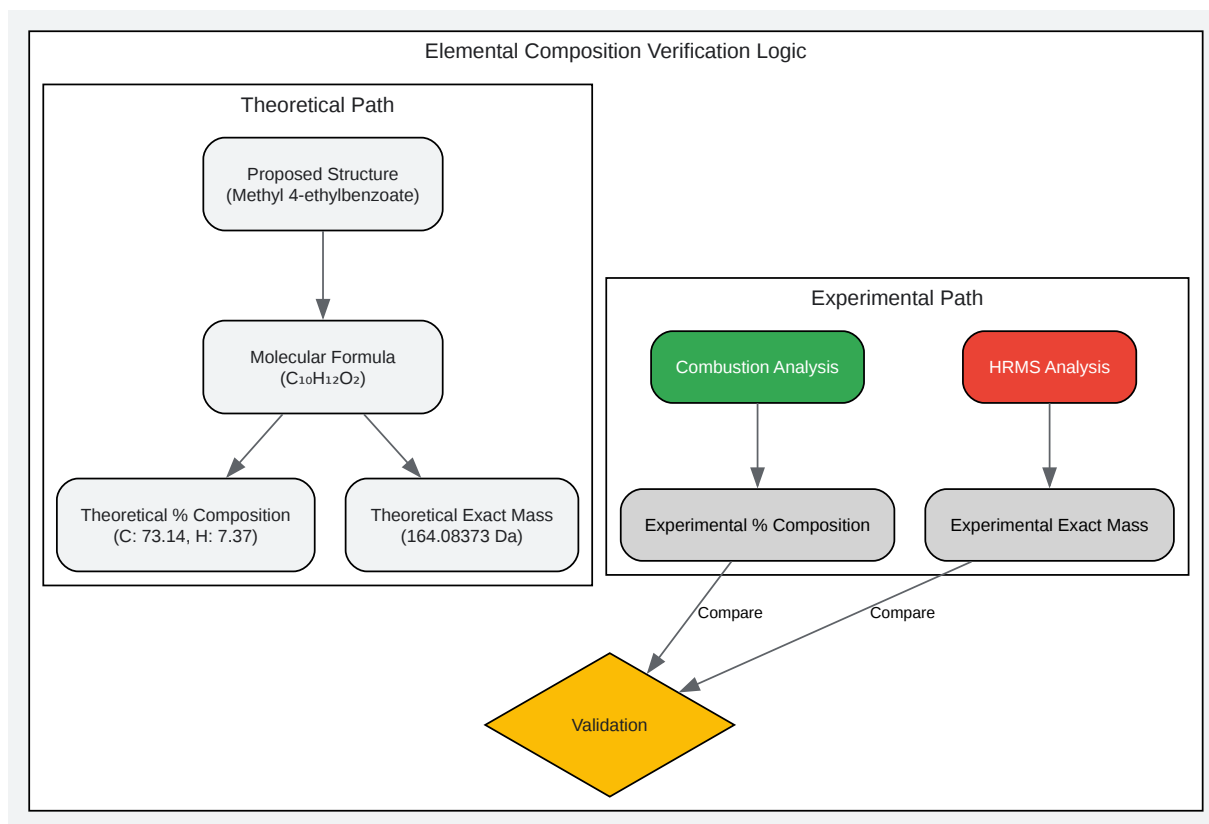 Elemental Composition Verification Logic
Theoretical Path
Proposed Structure
(Methyl 4-ethylbenzoate)
Molecular Formula
(C₁₀H₁₂O₂)
Theoretical % Composition
(C: 73.14, H: 7.37)
Theoretical Exact Mass
(164.08373 Da)
Experimental Path
Combustion Analysis
HRMS Analysis
Experimental % Composition
Experimental Exact Mass
Compare
Compare
Validation